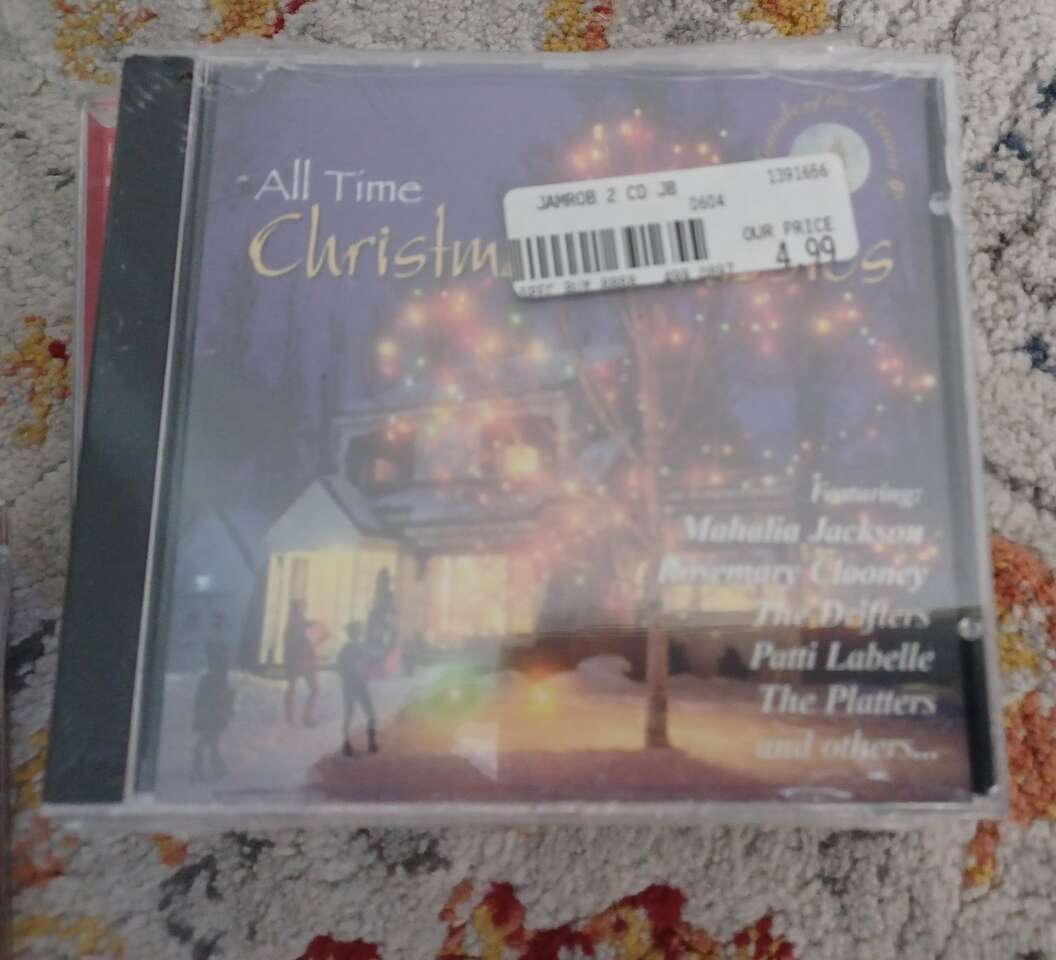 All Time
Christm
JAMROB 2 CD JB
1391656
0604
OUR PRICE
4.99
Featuring:
Mahalia Jackson
Rosemary Clooney
The Drifters
Patti Labelle
The Platters
and others...